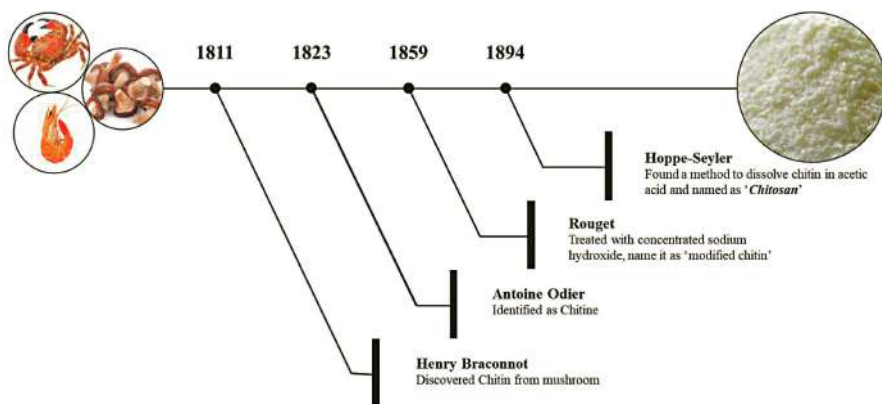 1811 1823 1859 1894
Hoppe-Seyler
Found a method to dissolve chitin in acetic
acid and named as ‘Chitosan’
Rouget
Treated with concentrated sodium
hydroxide, name it as ‘modified chitin’
Antoine Odier
Identified as Chitine
Henry Braconnot
Discovered Chitin from mushroom